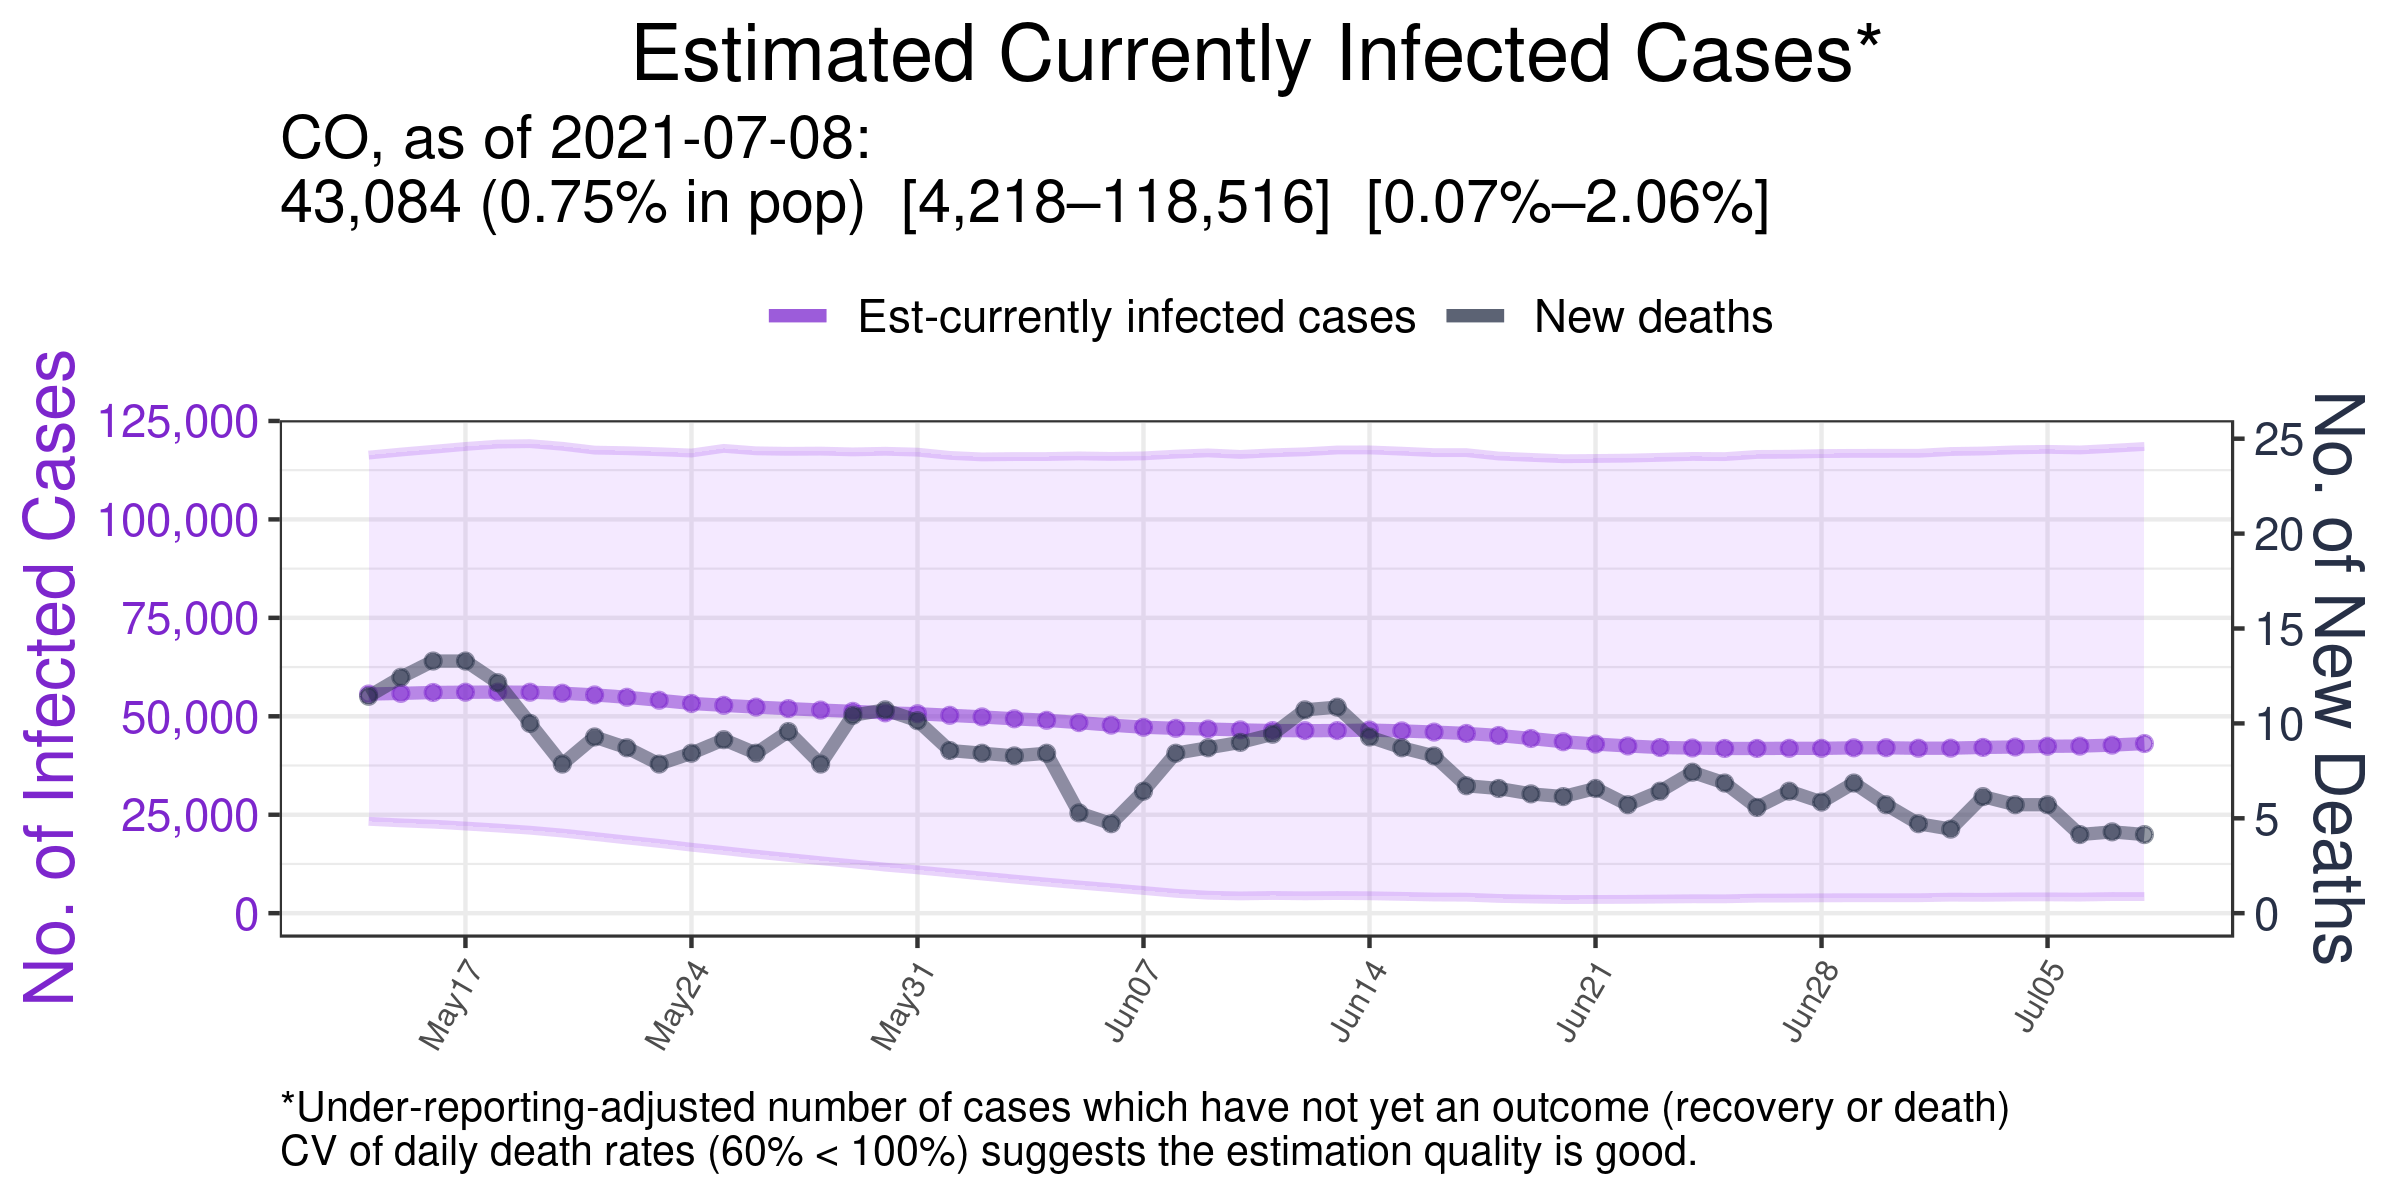 Estimated Currently Infected Cases*
CO, as of 2021-07-08:
43,084 (0.75% in pop)  [4,218–118,516]  [0.07%–2.06%]
Est-currently infected cases
New deaths
No. of Infected Cases
125,000
100,000
75,000
50,000
25,000
0
25
20
15
10
5
0
No. of New Deaths
May17
May24
May31
Jun07
Jun14
Jun21
Jun28
Jul05
*Under-reporting-adjusted number of cases which have not yet an outcome (recovery or death)
CV of daily death rates (60% < 100%) suggests the estimation quality is good.